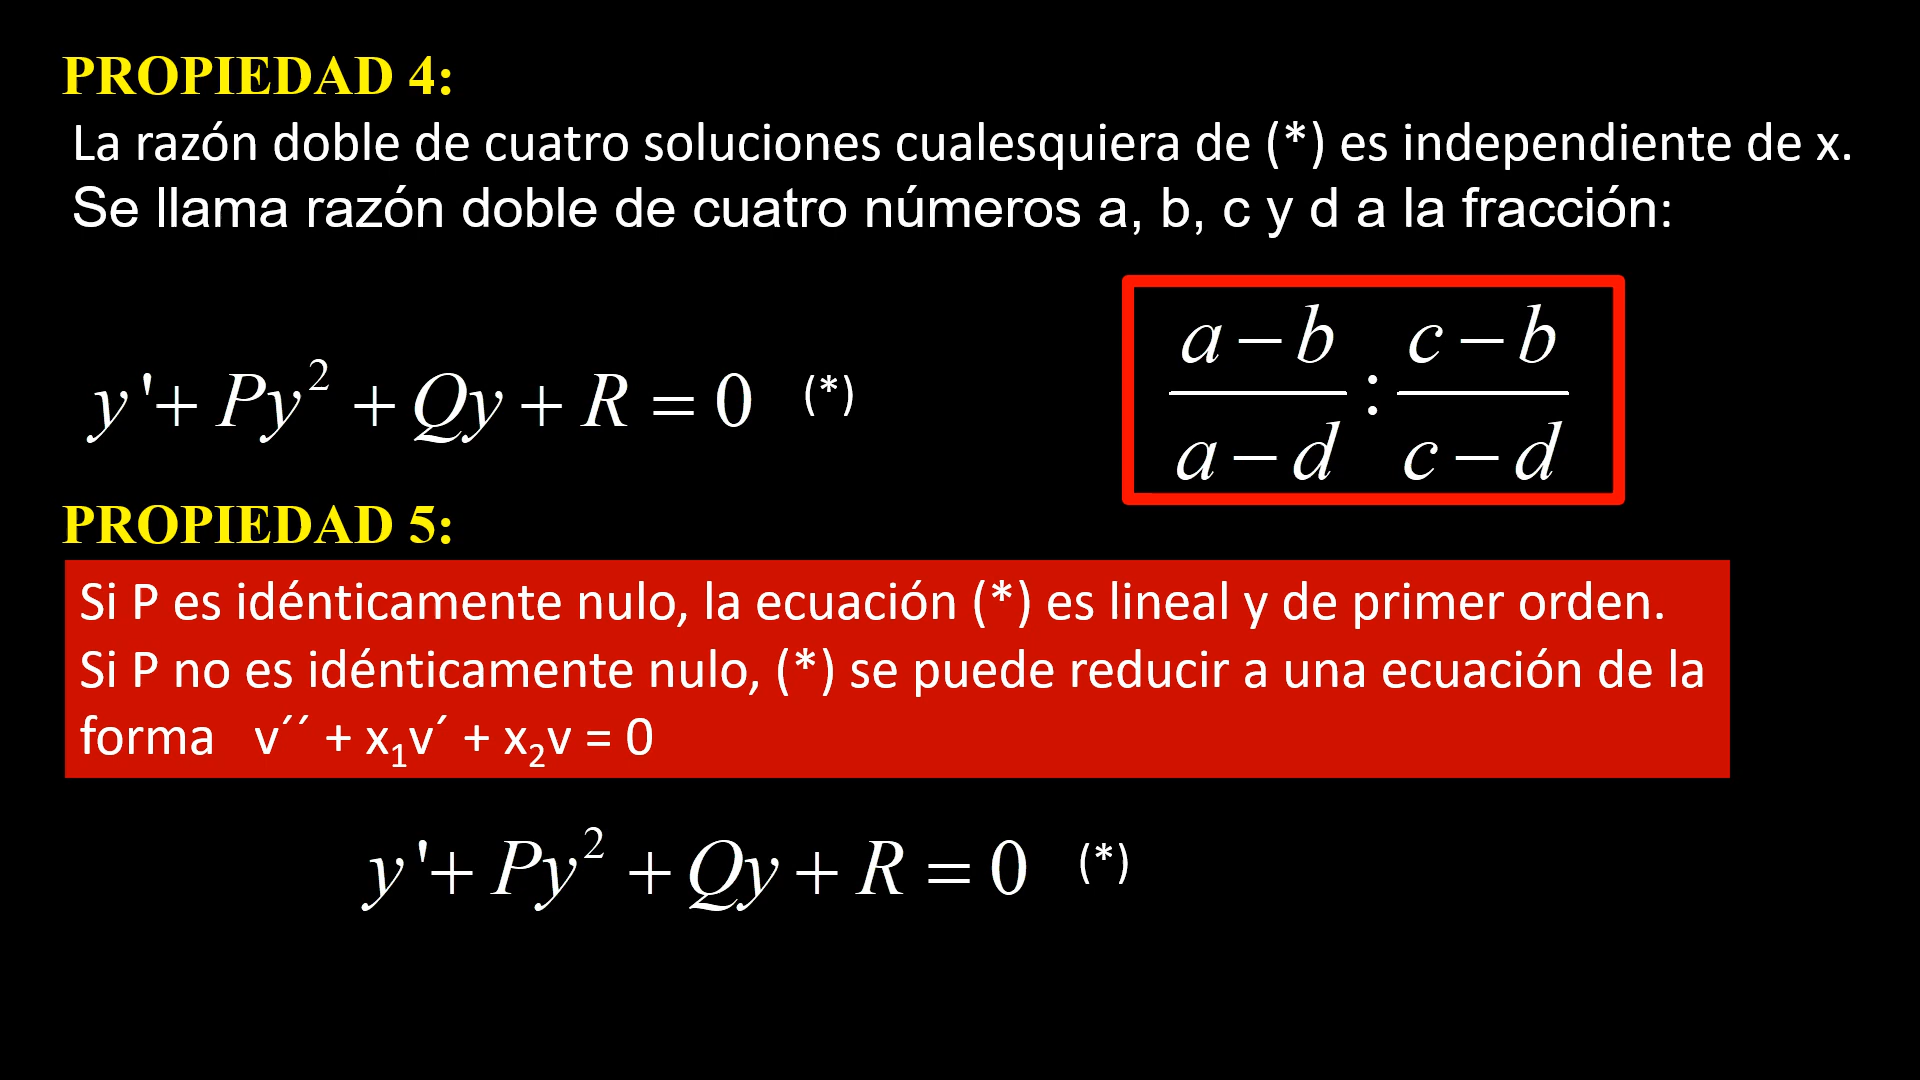 PROPIEDAD 4:
La razón doble de cuatro soluciones cualesquiera de (*) es independiente de x.
Se llama razón doble de cuatro números a, b, c y d a la fracción:
y'+ Py² + Qy + R = 0 (*)
a − b / a − d : c − b / c − d
PROPIEDAD 5:
Si P es idénticamente nulo, la ecuación (*) es lineal y de primer orden.
Si P no es idénticamente nulo, (*) se puede reducir a una ecuación de la
forma v´´ + x₁v´ + x₂v = 0
y'+ Py² + Qy + R = 0 (*)